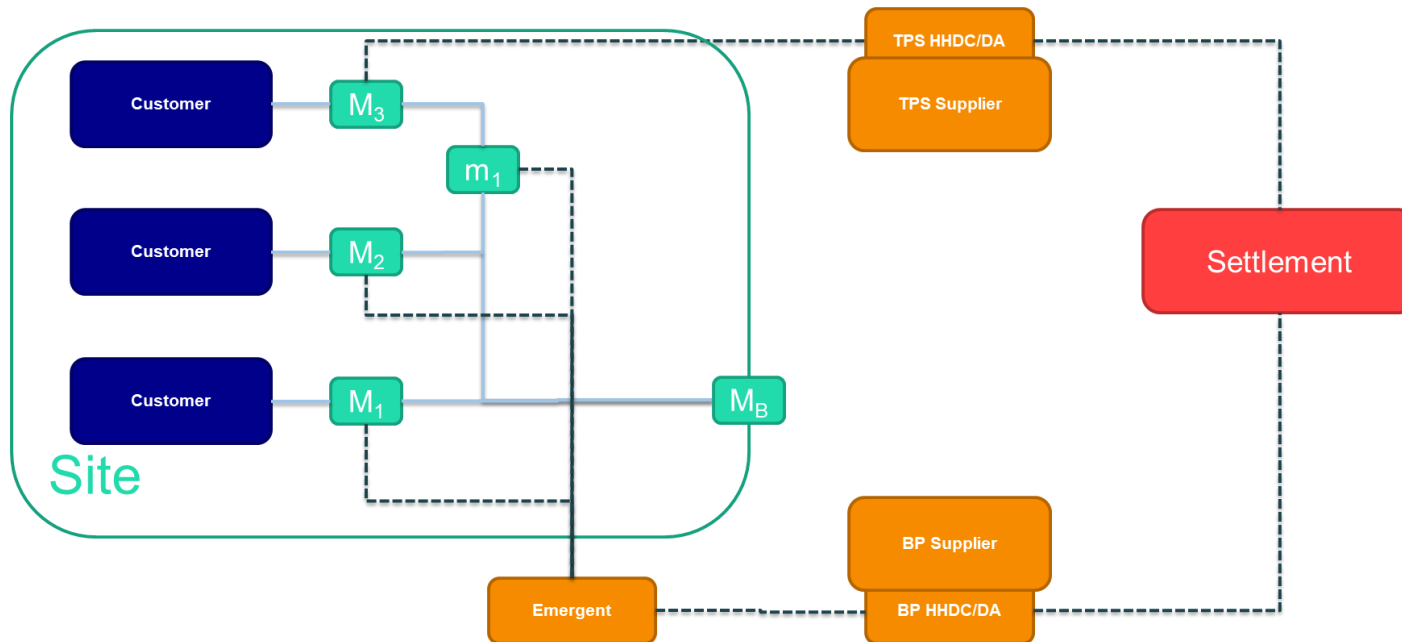 TPS HHDC/DA
Customer
M3
TPS Supplier
m1
Customer
M2
Settlement
Customer
M1
MB
Site
BP Supplier
Emergent
BP HHDC/DA